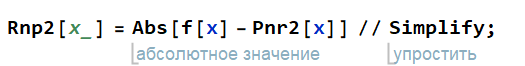 Rnp2[x_] = Abs[f[x] - Pnr2[x]] // Simplify;
абсолютное значение упростить